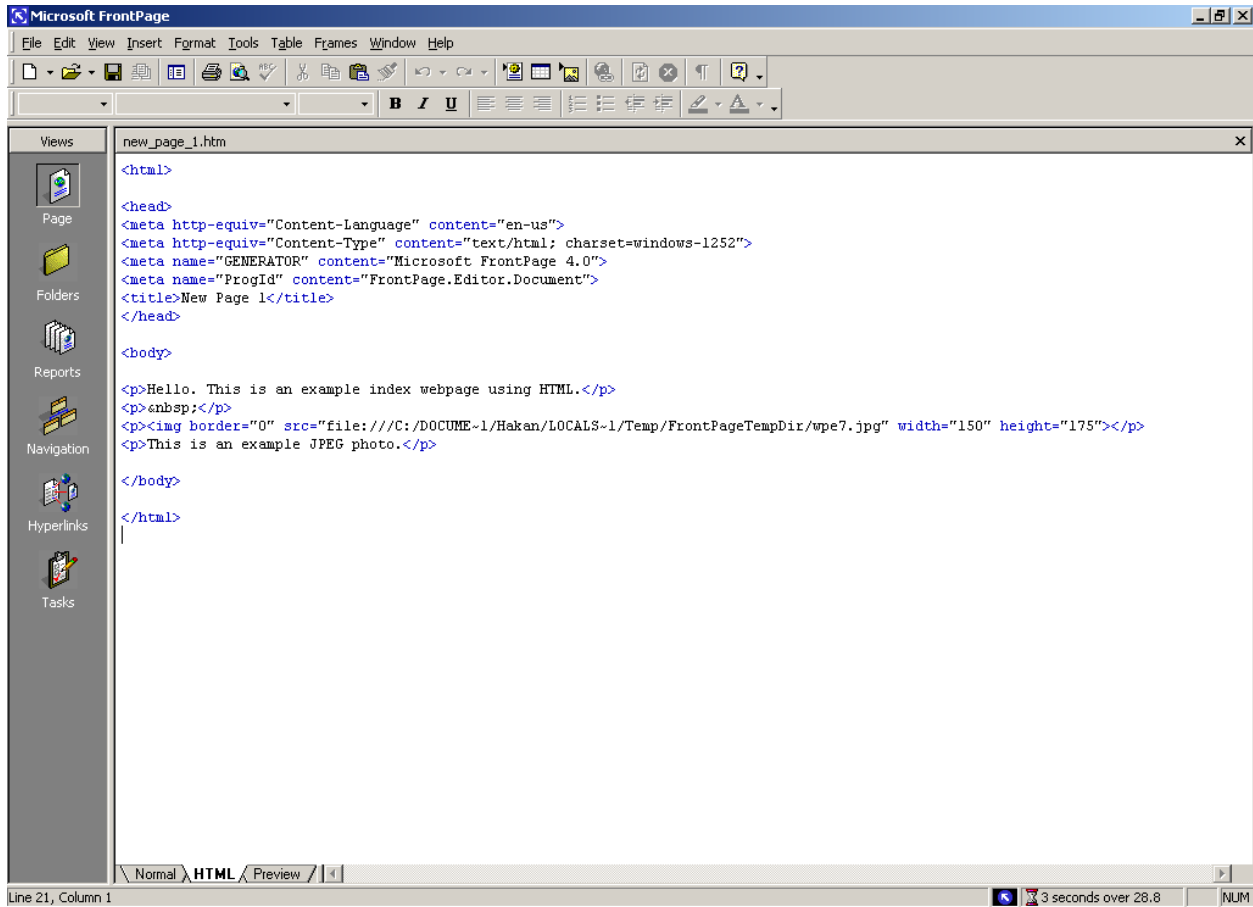 Microsoft FrontPage
File Edit View Insert Format Tools Table Frames Window Help
B I U A
Views
new_page_1.htm
Page
Folders
Reports
Navigation
Hyperlinks
Tasks
<html>
<head>
<meta http-equiv="Content-Language" content="en-us">
<meta http-equiv="Content-Type" content="text/html; charset=windows-1252">
<meta name="GENERATOR" content="Microsoft FrontPage 4.0">
<meta name="ProgId" content="FrontPage.Editor.Document">
<title>New Page 1</title>
</head>
<body>
<p>Hello. This is an example index webpage using HTML.</p>
<p>&nbsp;</p>
<p><img border="0" src="file:///C:/DOCUME~1/Hakan/LOCALS~1/Temp/FrontPageTempDir/wpe7.jpg" width="150" height="175"></p>
<p>This is an example JPEG photo.</p>
</body>
</html>
Normal HTML Preview
Line 21, Column 1
3 seconds over 28.8
NUM